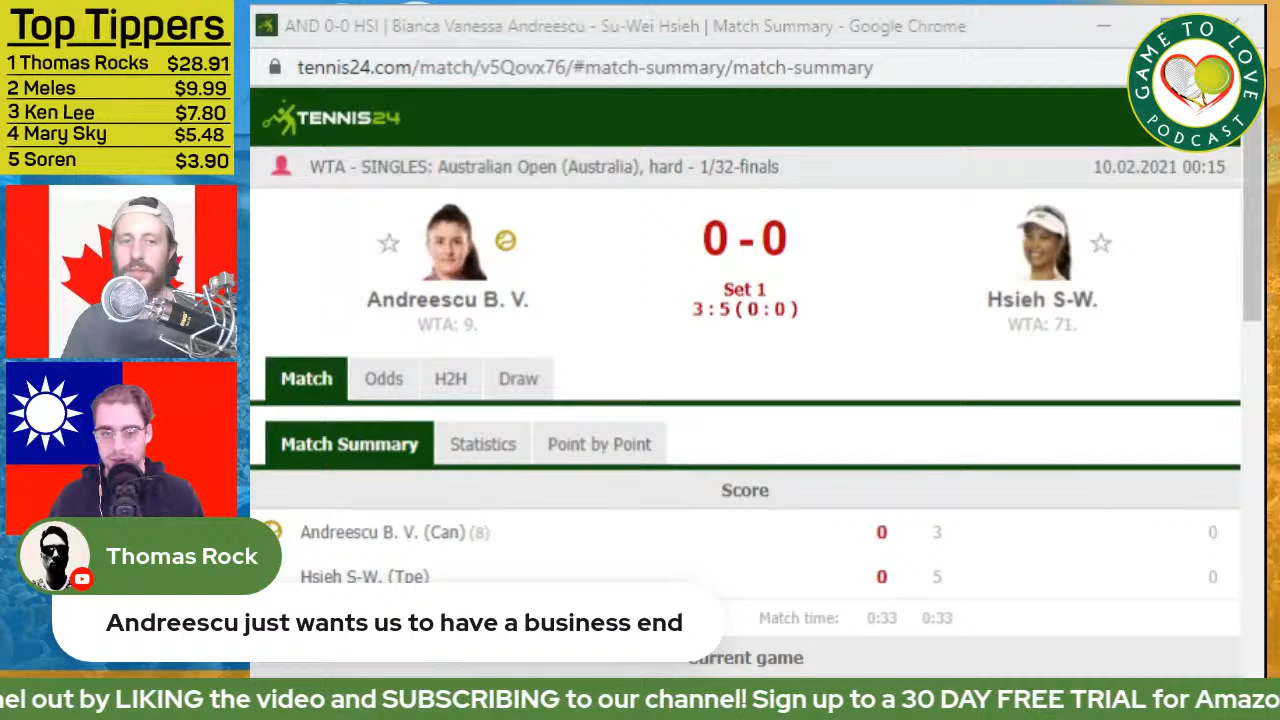 Top Tippers
1 Thomas Rocks $28.91
2 Meles $9.99
3 Ken Lee $7.80
4 Mary Sky $5.48
5 Soren $3.90
AND 0-0 HSI | Bianca Vanessa Andreescu - Su-Wei Hsieh | Match Summary - Google Chrome
tennis24.com/match/v5Qovx76/#match-summary/match-summary
GAME TO LOVE PODCAST
TENNIS24
WTA - SINGLES: Australian Open (Australia), hard - 1/32-finals 10.02.2021 00:15
0 - 0
Set 1
3 : 5 ( 0 : 0 )
Andreescu B. V.
WTA: 9.
Hsieh S-W.
WTA: 71.
Match Odds H2H Draw
Match Summary Statistics Point by Point
Score
Andreescu B. V. (Can) (8) 0 3 0
Hsieh S-W. (Tpe) 0 5 0
Match time: 0:33 0:33
Current game
Thomas Rock
Andreescu just wants us to have a business end
nel out by LIKING the video and SUBSCRIBING to our channel! Sign up to a 30 DAY FREE TRIAL for Amazo